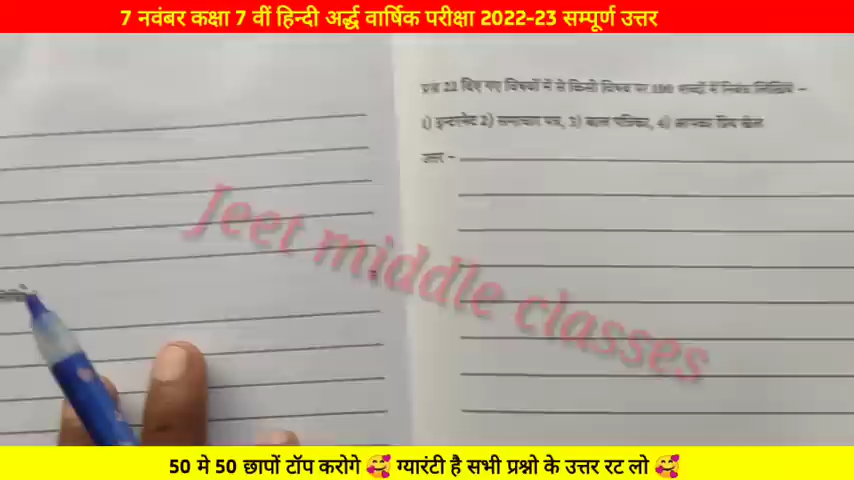 7 नवंबर कक्षा 7 वीं हिन्दी अर्द्ध वार्षिक परीक्षा 2022-23 सम्पूर्ण उत्तर
प्रश्न 22 दिए गए विषयों में से किसी विषय पर 100 शब्दों में निबंध लिखिये –
1) इन्टरनेट 2) समाचार पत्र, 3) बाल पत्रिका, 4) आपका प्रिय खेल
उत्तर –
Jeet middle classes
50 मे 50 छापों टॉप करोगे 🥰 ग्यारंटी है सभी प्रश्नो के उत्तर रट लो 🥰